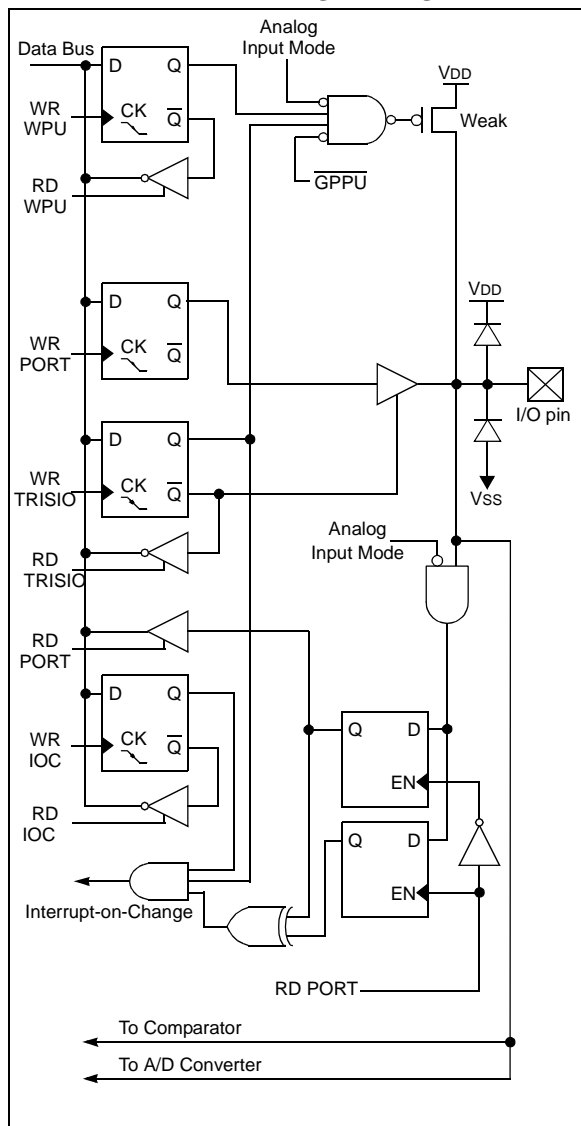 Analog
Input Mode
Data Bus
D Q
VDD
WR
WPU
CK Q
Weak
RD
WPU
GPPU
D Q
VDD
WR
PORT
CK Q
I/O pin
D Q
WR
TRISIO
CK Q
VSS
Analog
Input Mode
RD
TRISIO
RD
PORT
D Q
Q D
WR
IOC
CK Q
EN
RD
IOC
Q D
EN
Interrupt-on-Change
RD PORT
To Comparator
To A/D Converter